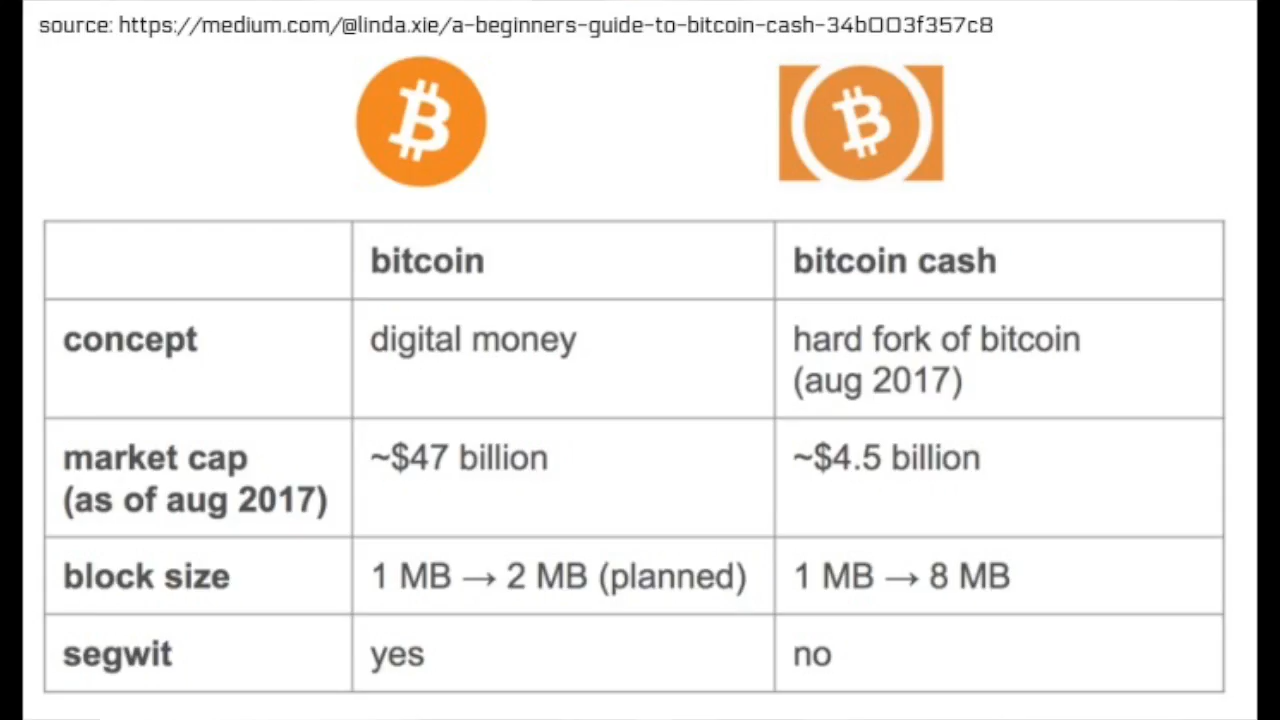 source: https://medium.com/@linda.xie/a-beginners-guide-to-bitcoin-cash-34b003f357c8
bitcoin
bitcoin cash
concept
digital money
hard fork of bitcoin
(aug 2017)
market cap
(as of aug 2017)
~$47 billion
~$4.5 billion
block size
1 MB → 2 MB (planned)
1 MB → 8 MB
segwit
yes
no